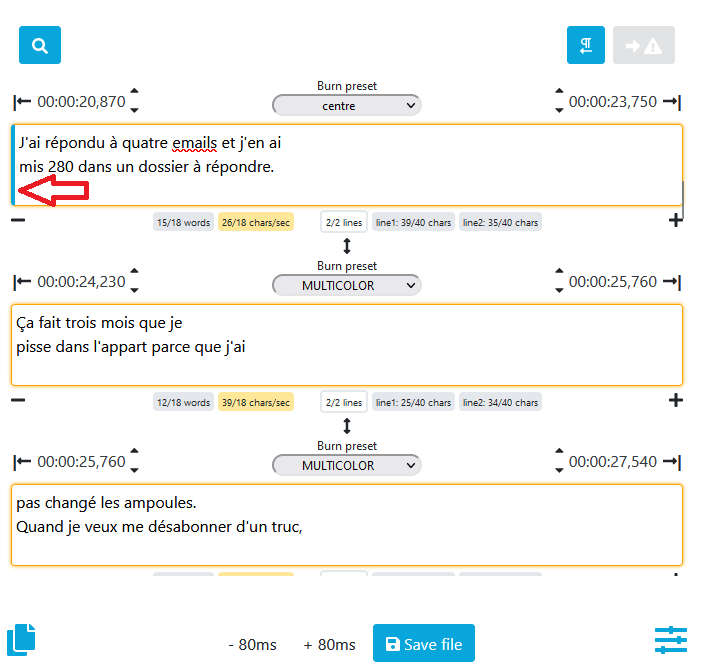 Burn preset
00:00:20,870 centre 00:00:23,750
J'ai répondu à quatre emails et j'en ai
mis 280 dans un dossier à répondre.
15/18 words 26/18 chars/sec 2/2 lines line1: 39/40 chars line2: 35/40 chars
Burn preset
00:00:24,230 MULTICOLOR 00:00:25,760
Ça fait trois mois que je
pisse dans l'appart parce que j'ai
12/18 words 39/18 chars/sec 2/2 lines line1: 25/40 chars line2: 34/40 chars
Burn preset
00:00:25,760 MULTICOLOR 00:00:27,540
pas changé les ampoules.
Quand je veux me désabonner d'un truc,
- 80ms + 80ms Save file